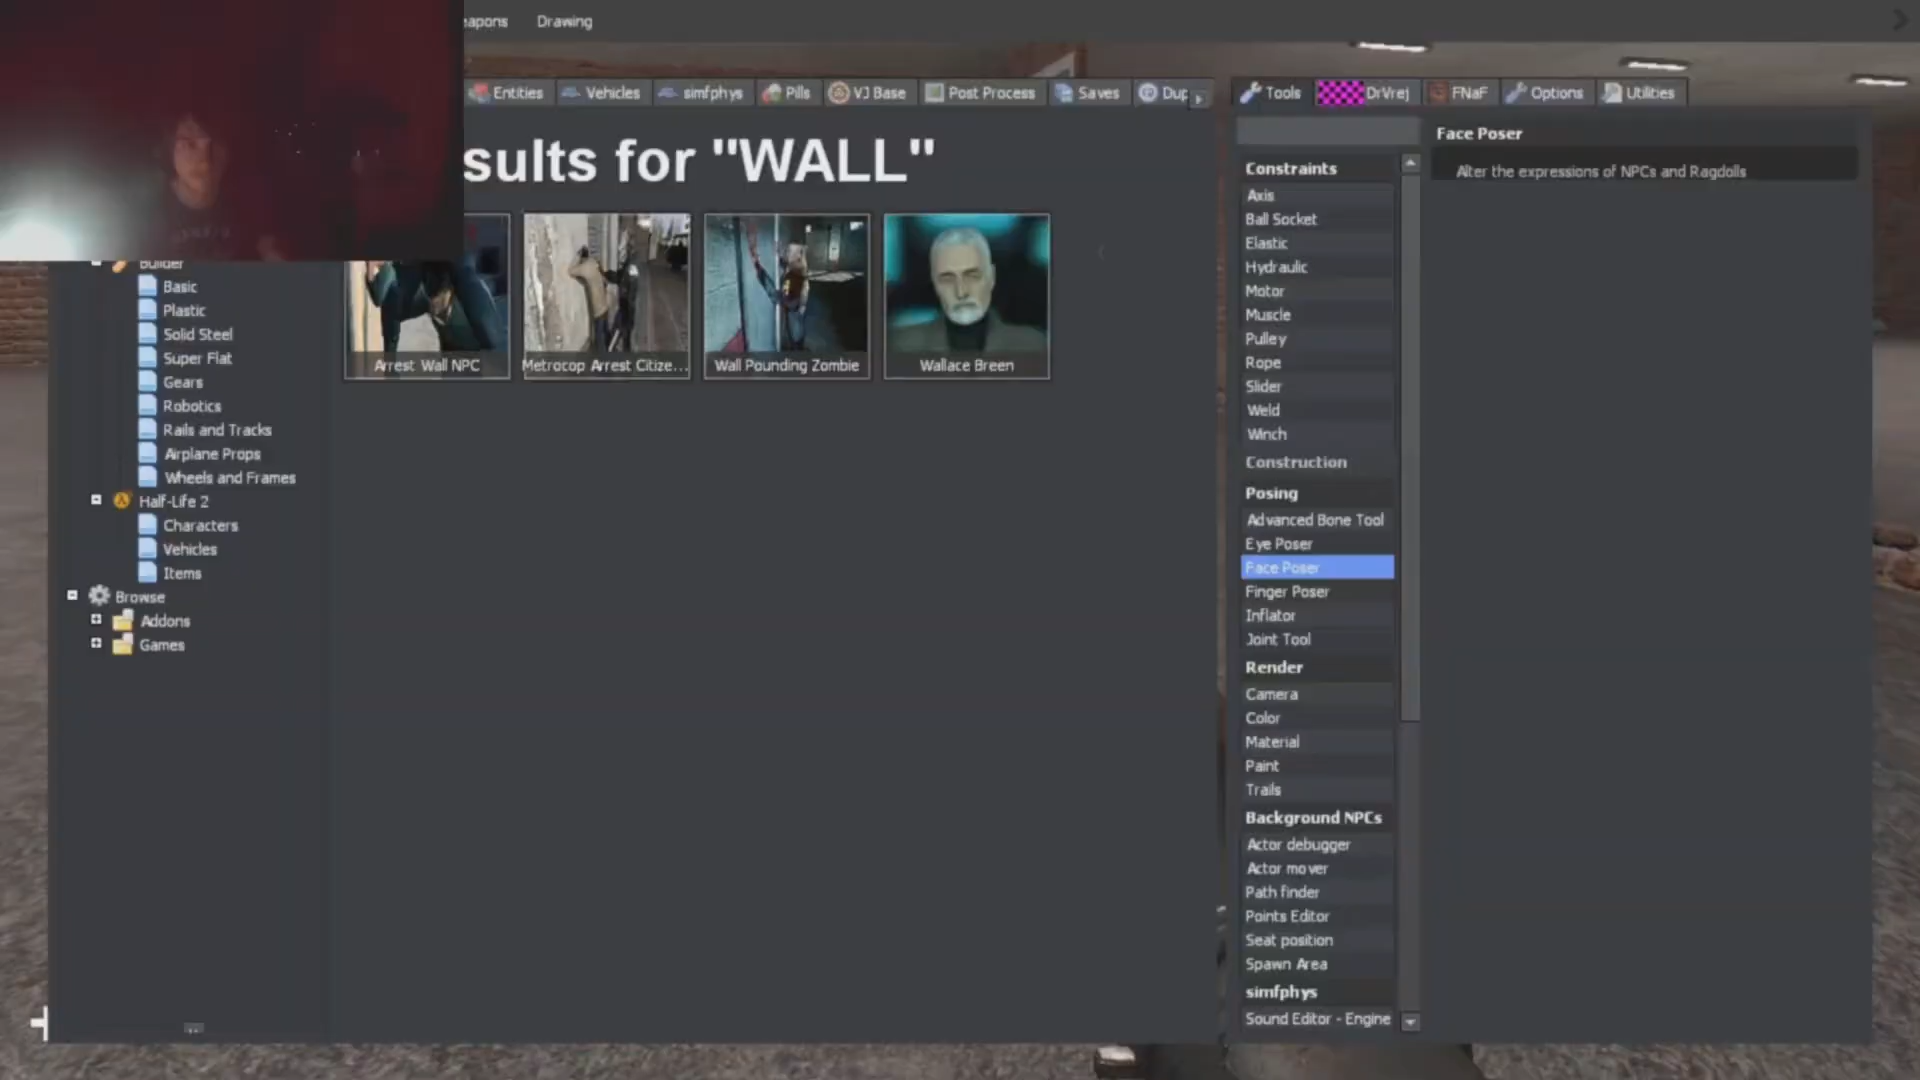 eapons Drawing
Entities Vehicles simfphys Pills VJ Base Post Process Saves Dup
Tools DrVrej FNaF Options Utilities
sults for "WALL"
Arrest Wall NPC
Metrocop Arrest Citize...
Wall Pounding Zombie
Wallace Breen
Builder
Basic
Plastic
Solid Steel
Super Flat
Gears
Robotics
Rails and Tracks
Airplane Props
Wheels and Frames
Half-Life 2
Characters
Vehicles
Items
Browse
Addons
Games
Constraints
Axis
Ball Socket
Elastic
Hydraulic
Motor
Muscle
Pulley
Rope
Slider
Weld
Winch
Construction
Posing
Advanced Bone Tool
Eye Poser
Face Poser
Finger Poser
Inflator
Joint Tool
Render
Camera
Color
Material
Paint
Trails
Background NPCs
Actor debugger
Actor mover
Path finder
Points Editor
Seat position
Spawn Area
simfphys
Sound Editor - Engine
Face Poser
Alter the expressions of NPCs and Ragdolls